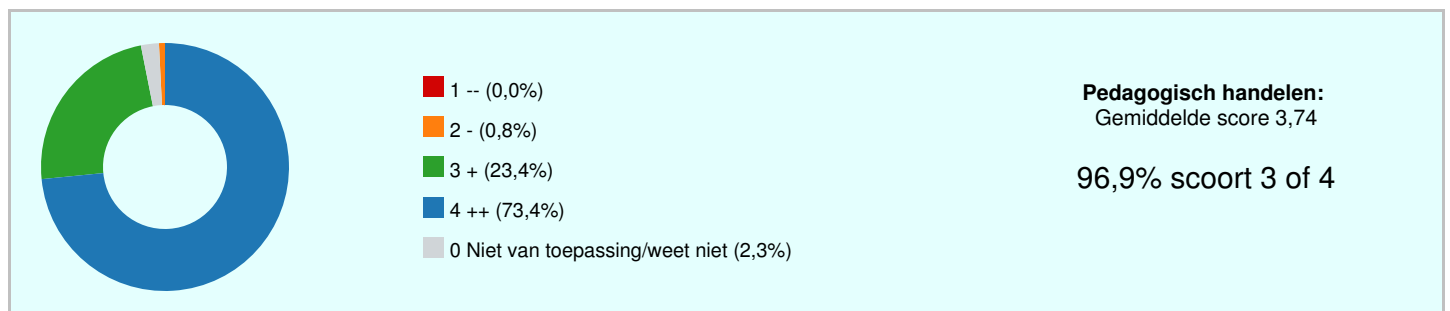 1 -- (0,0%)
2 - (0,8%)
3 + (23,4%)
4 ++ (73,4%)
0 Niet van toepassing/weet niet (2,3%)
Pedagogisch handelen:
Gemiddelde score 3,74
96,9% scoort 3 of 4